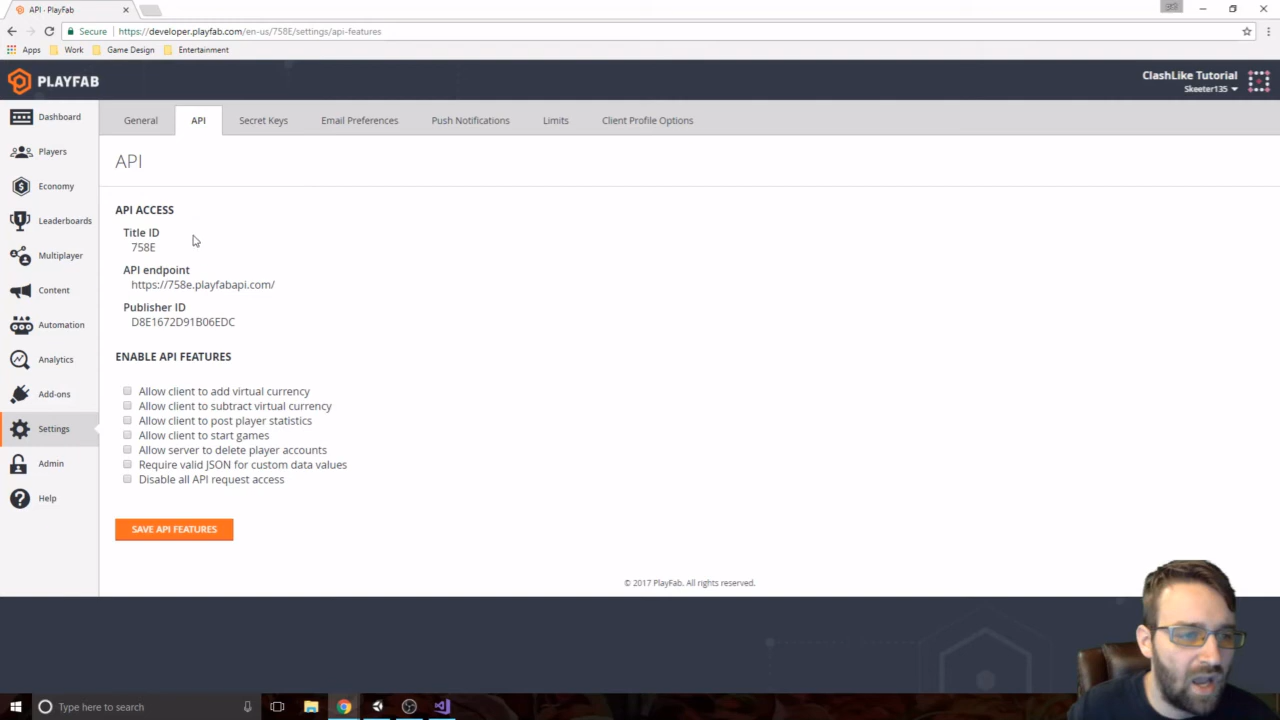 API - PlayFab
Secure
https://developer.playfab.com/en-us/758E/settings/api-features
Apps
Work
Game Design
Entertainment
PLAYFAB
ClashLike Tutorial
Skeeter135
Dashboard
Players
Economy
Leaderboards
Multiplayer
Content
Automation
Analytics
Add-ons
Settings
Admin
Help
General
API
Secret Keys
Email Preferences
Push Notifications
Limits
Client Profile Options
API
API ACCESS
Title ID
758E
API endpoint
https://758e.playfabapi.com/
Publisher ID
D8E1672D91B06EDC
ENABLE API FEATURES
Allow client to add virtual currency
Allow client to subtract virtual currency
Allow client to post player statistics
Allow client to start games
Allow server to delete player accounts
Require valid JSON for custom data values
Disable all API request access
SAVE API FEATURES
© 2017 PlayFab. All rights reserved.
Type here to search